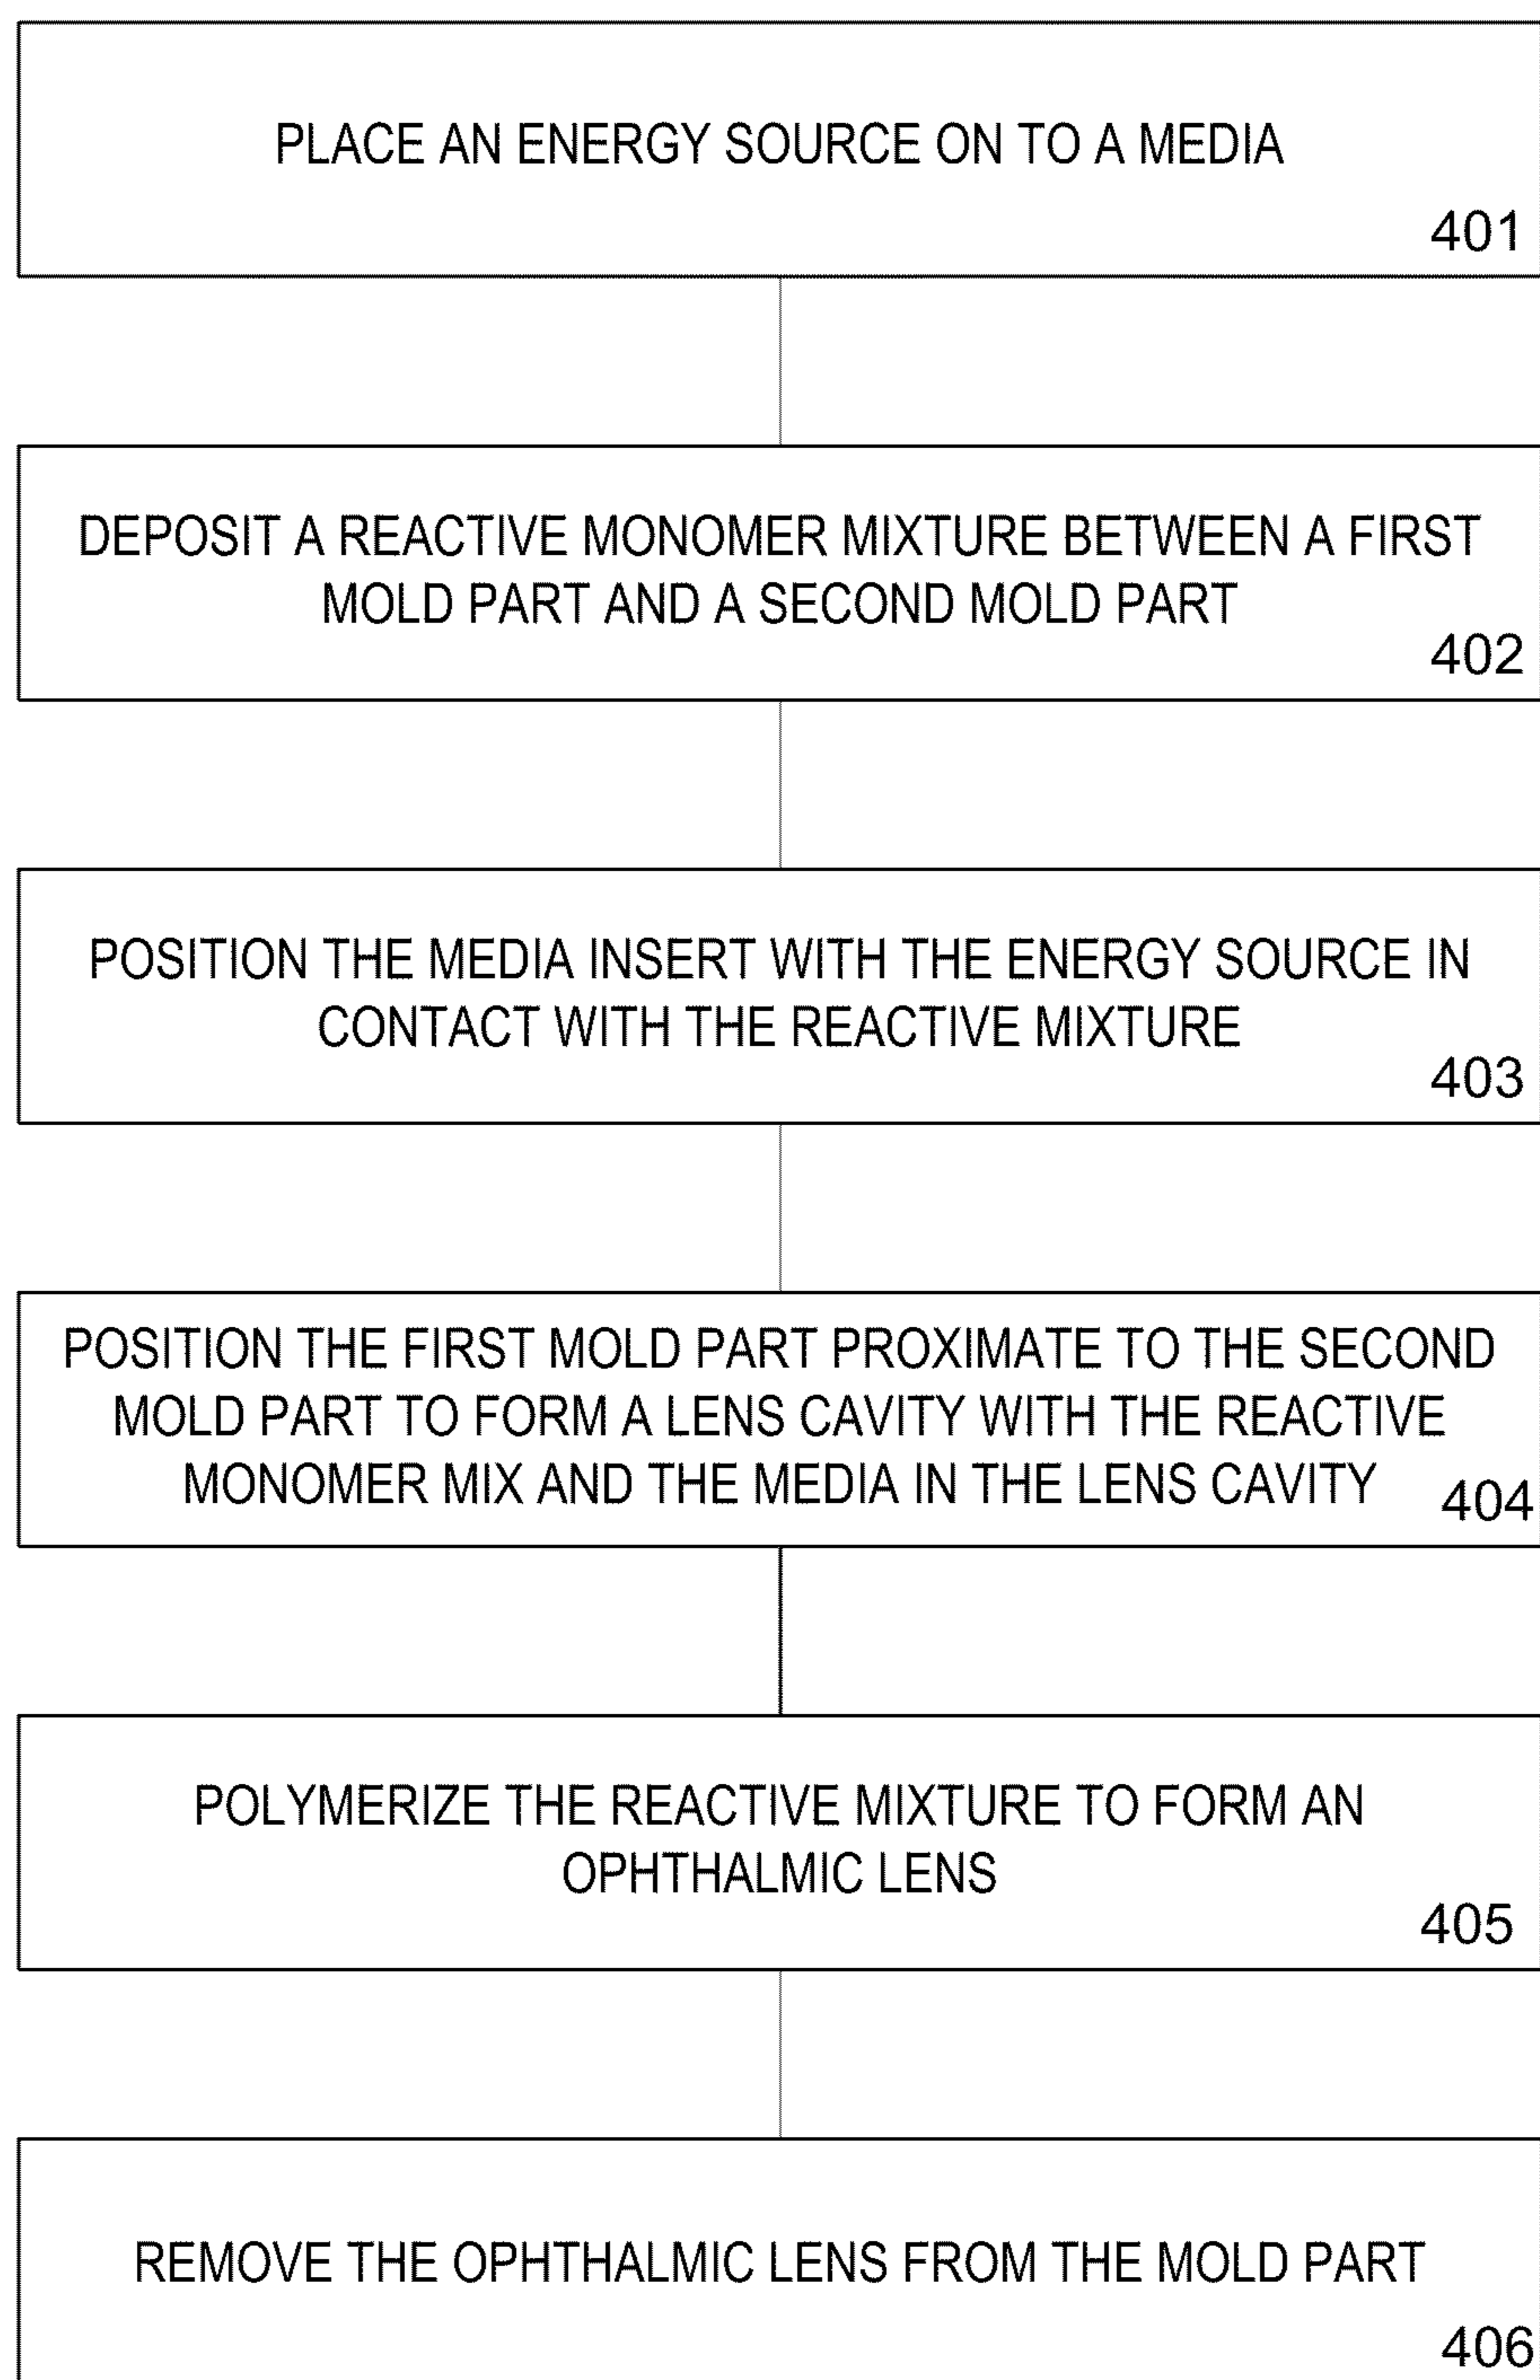 PLACE AN ENERGY SOURCE ON TO A MEDIA
401
DEPOSIT A REACTIVE MONOMER MIXTURE BETWEEN A FIRST
MOLD PART AND A SECOND MOLD PART
402
POSITION THE MEDIA INSERT WITH THE ENERGY SOURCE IN
CONTACT WITH THE REACTIVE MIXTURE
403
POSITION THE FIRST MOLD PART PROXIMATE TO THE SECOND
MOLD PART TO FORM A LENS CAVITY WITH THE REACTIVE
MONOMER MIX AND THE MEDIA IN THE LENS CAVITY
404
POLYMERIZE THE REACTIVE MIXTURE TO FORM AN
OPHTHALMIC LENS
405
REMOVE THE OPHTHALMIC LENS FROM THE MOLD PART
406